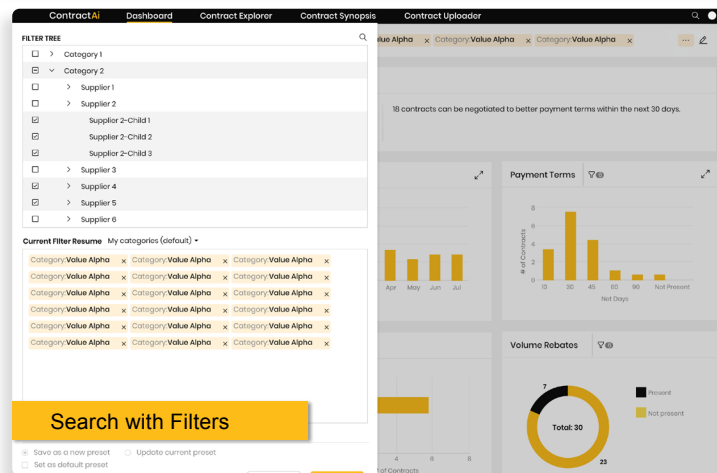 ContractAi Dashboard Contract Explorer Contract Synopsis Contract Uploader
FILTER TREE
Category 1
Category 2
Supplier 1
Supplier 2
Supplier 2-Child 1
Supplier 2-Child 2
Supplier 2-Child 3
Supplier 3
Supplier 4
Supplier 5
Supplier 6
Current Filter Resume My categories (default)
Category:Value Alpha x Category:Value Alpha x Category:Value Alpha x
Category:Value Alpha x Category:Value Alpha x Category:Value Alpha x
Category:Value Alpha x Category:Value Alpha x Category:Value Alpha x
Category:Value Alpha x Category:Value Alpha x Category:Value Alpha x
Category:Value Alpha x Category:Value Alpha x Category:Value Alpha x
Category:Value Alpha x Category:Value Alpha x Category:Value Alpha x
Search with Filters
Save as a new preset Update current preset
Set as default preset
Value Alpha x Category:Value Alpha x Category:Value Alpha x ...
18 contracts can be negotiated to better payment terms within the next 30 days.
Apr May Jun Jul
Payment Terms
# of Contracts
8
6
4
2
0
10 30 45 60 90 Not Present
Net Days
4 6 8
# of Contracts
Volume Rebates
7
Total: 30
23
Present
Not present